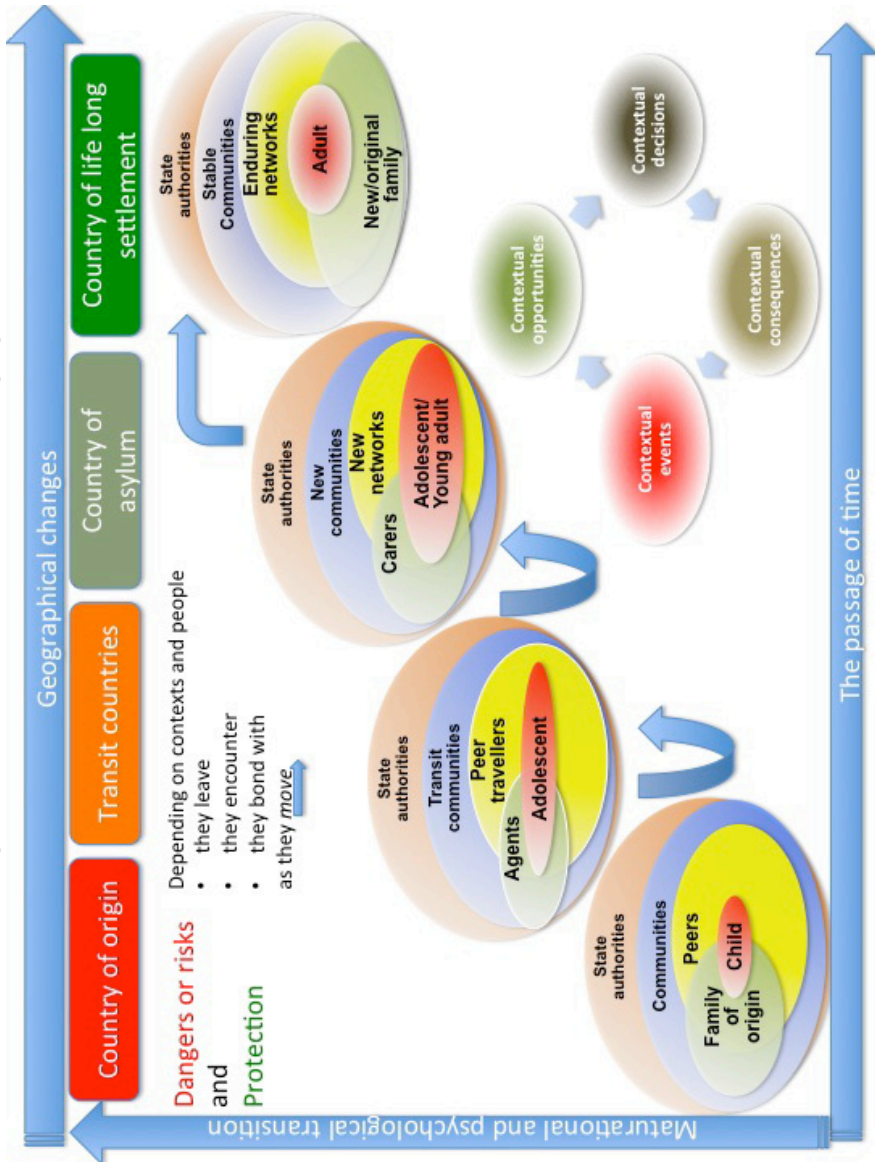 Geographical changes
Country of origin
Transit countries
Country of
asylum
Country of life long
settlement
Dangers or risks
and
Protection
Depending on contexts and people
• they leave
• they encounter
• they bond with
as they move
State
authorities
Communities
Peers
Family
of
origin
Child
State
authorities
Transit
communities
Peer
travellers
Agents
Adolescent
State
authorities
New
communities
New
networks
Carers
Adolescent/
Young adult
State
authorities
Stable
Communities
Enduring
networks
Adult
New/original
family
Contextual
opportunities
Contextual
events
Contextual
decisions
Contextual
consequences
Maturational and psychological transition
The passage of time